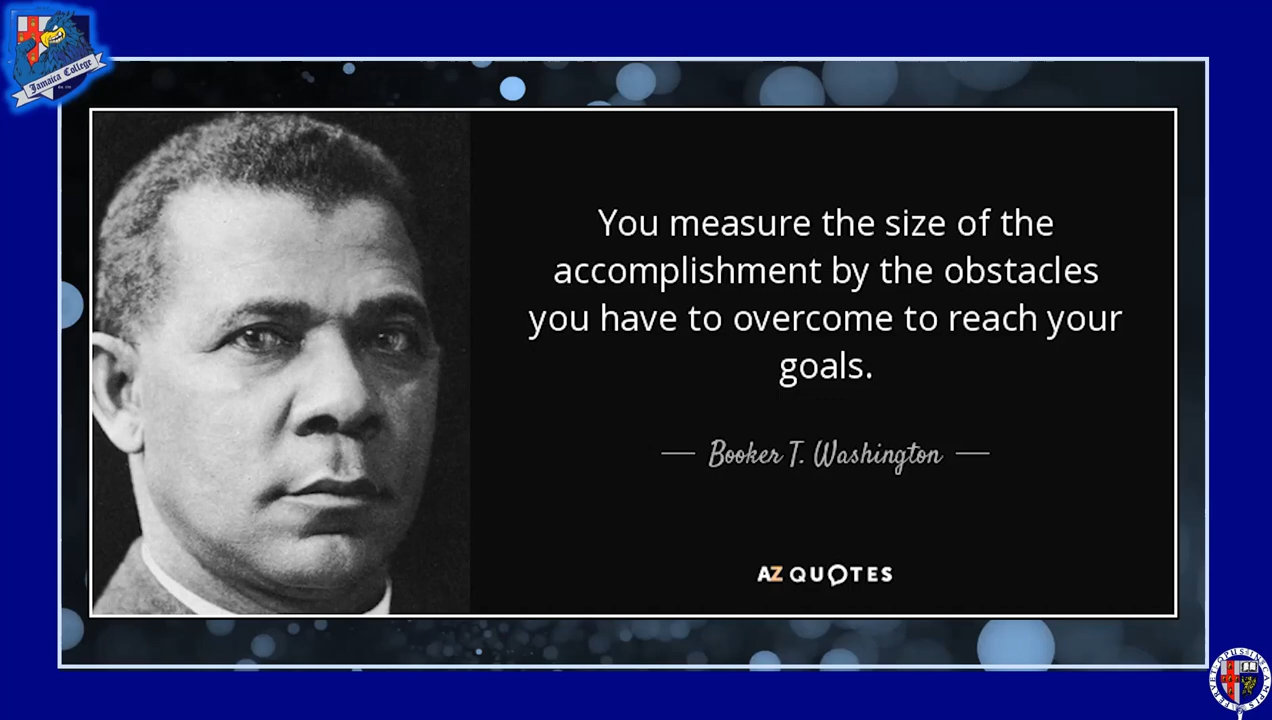 Jamaica College
You measure the size of the
accomplishment by the obstacles
you have to overcome to reach your
goals.
Booker T. Washington
AZ QUOTES